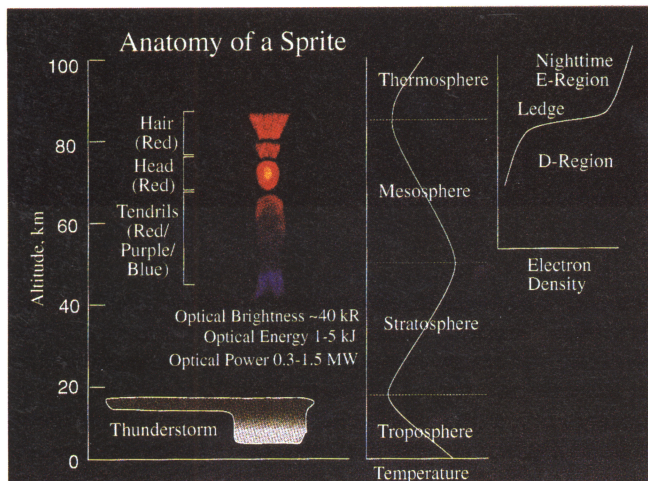 Anatomy of a Sprite
100
80
60
40
20
0
Altitude, km
Hair
(Red)
Head
(Red)
Tendrils
(Red/
Purple/
Blue)
Optical Brightness ~40 kR
Optical Energy 1-5 kJ
Optical Power 0.3-1.5 MW
Thunderstorm
Thermosphere
Mesosphere
Stratosphere
Troposphere
Temperature
Nighttime
E-Region
Ledge
D-Region
Electron
Density